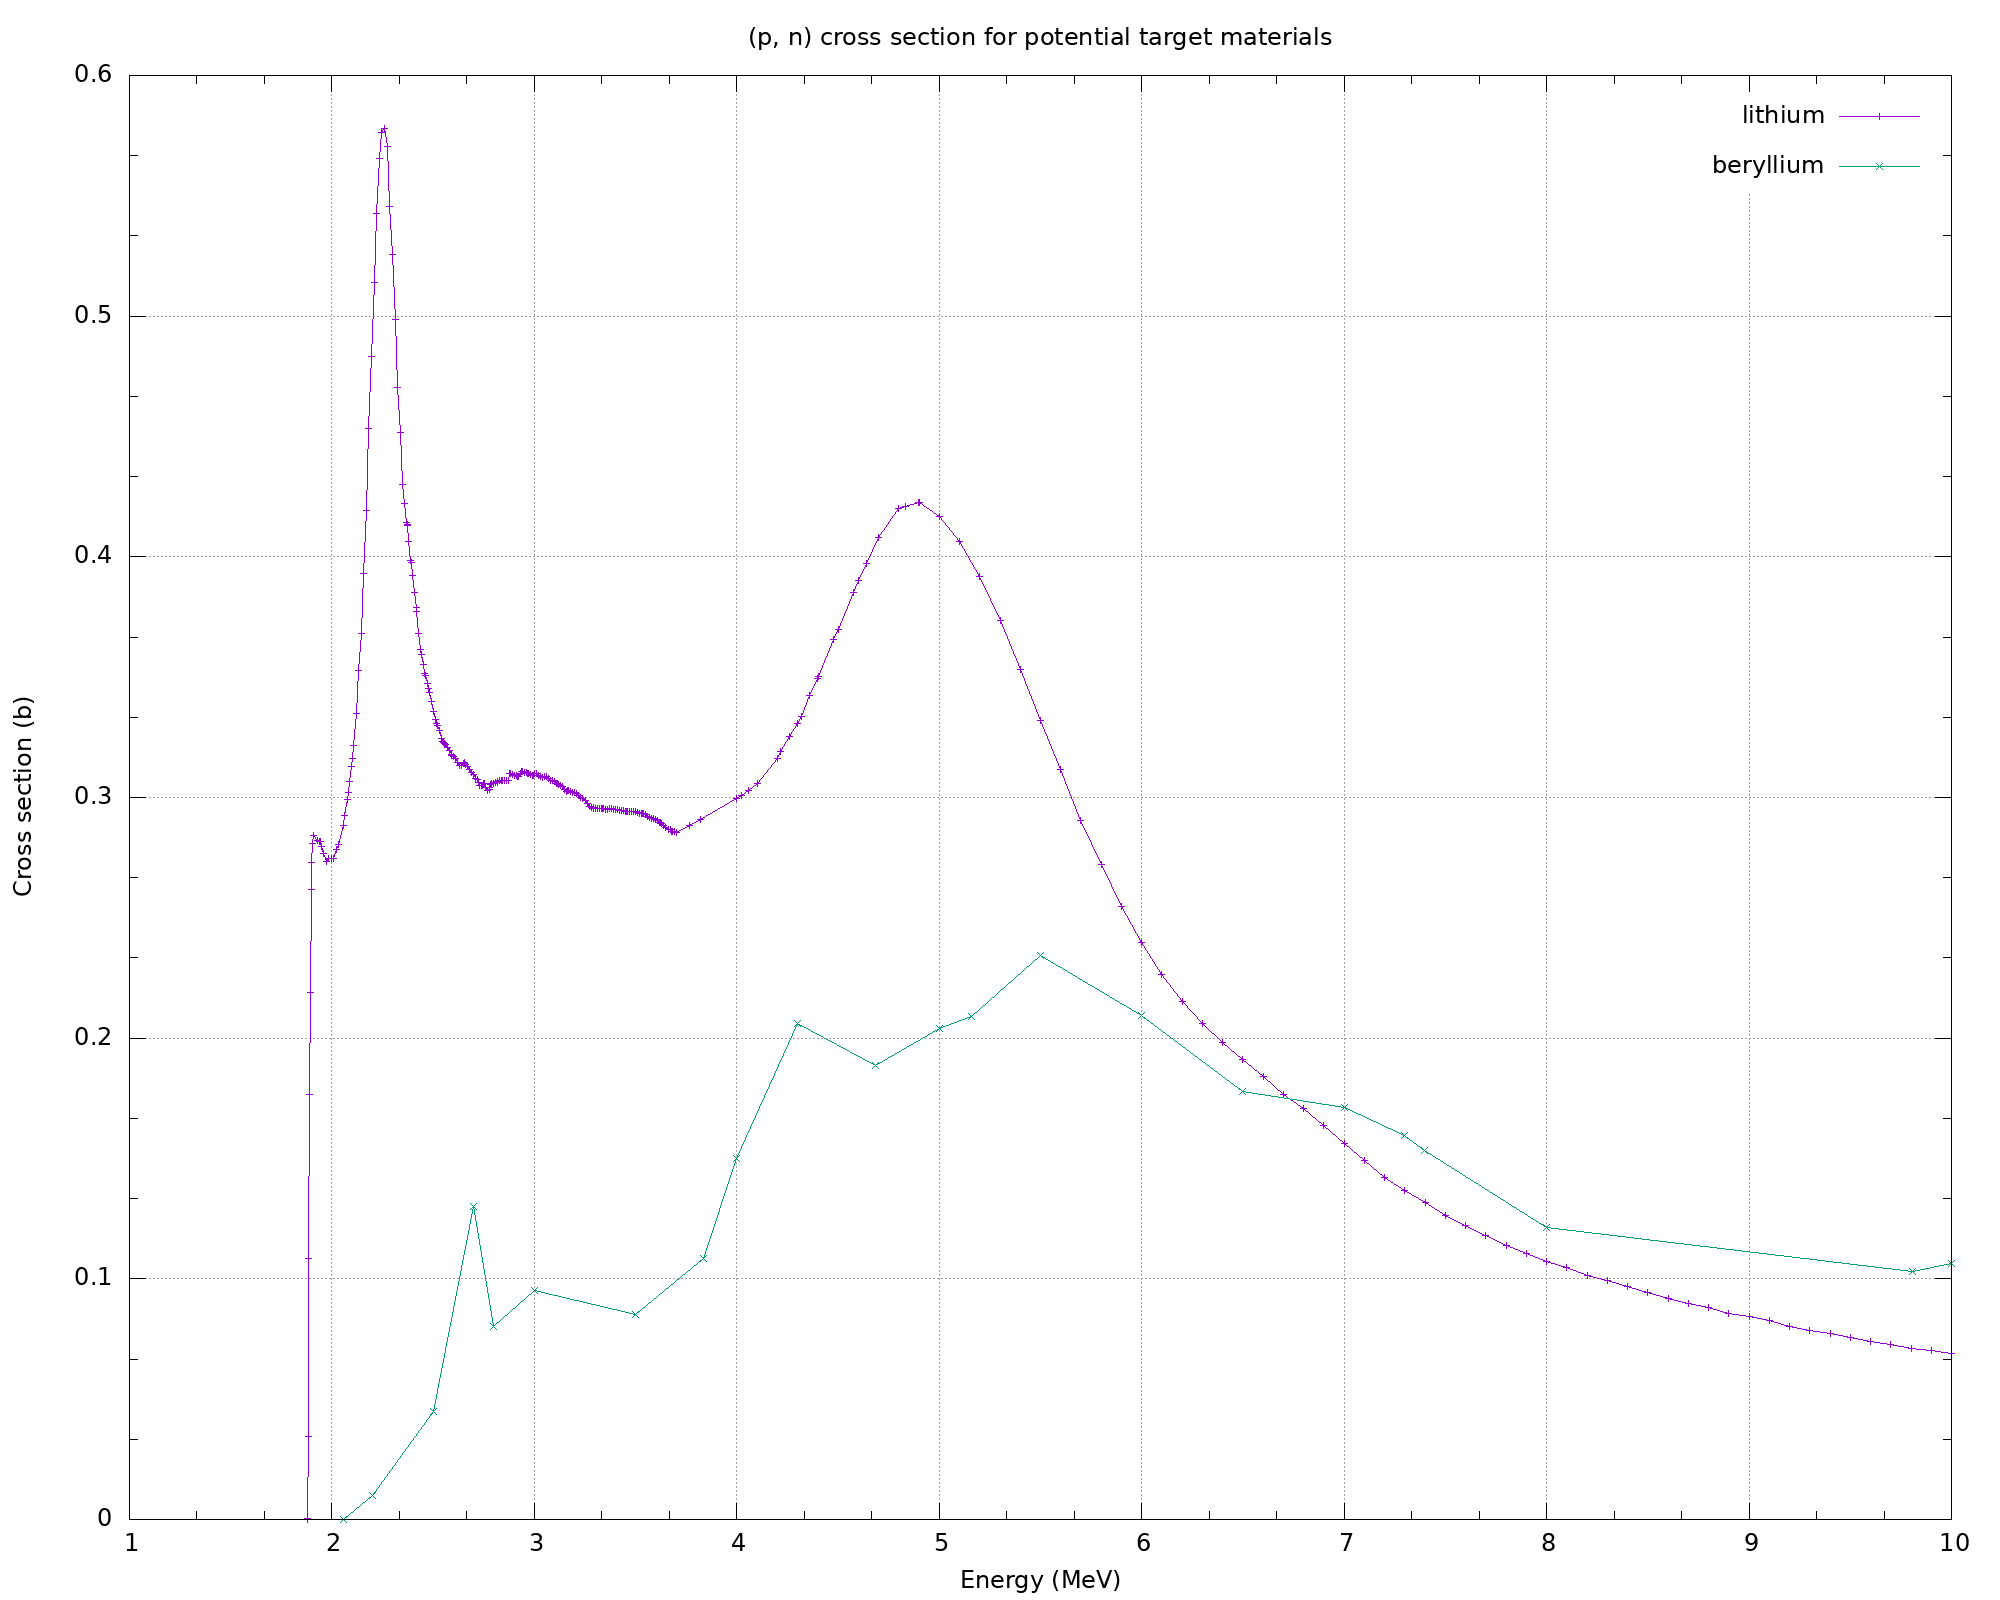 (p, n) cross section for potential target materials
lithium
beryllium
0.6
0.5
0.4
0.3
0.2
0.1
0
Cross section (b)
1 2 3 4 5 6 7 8 9 10
Energy (MeV)